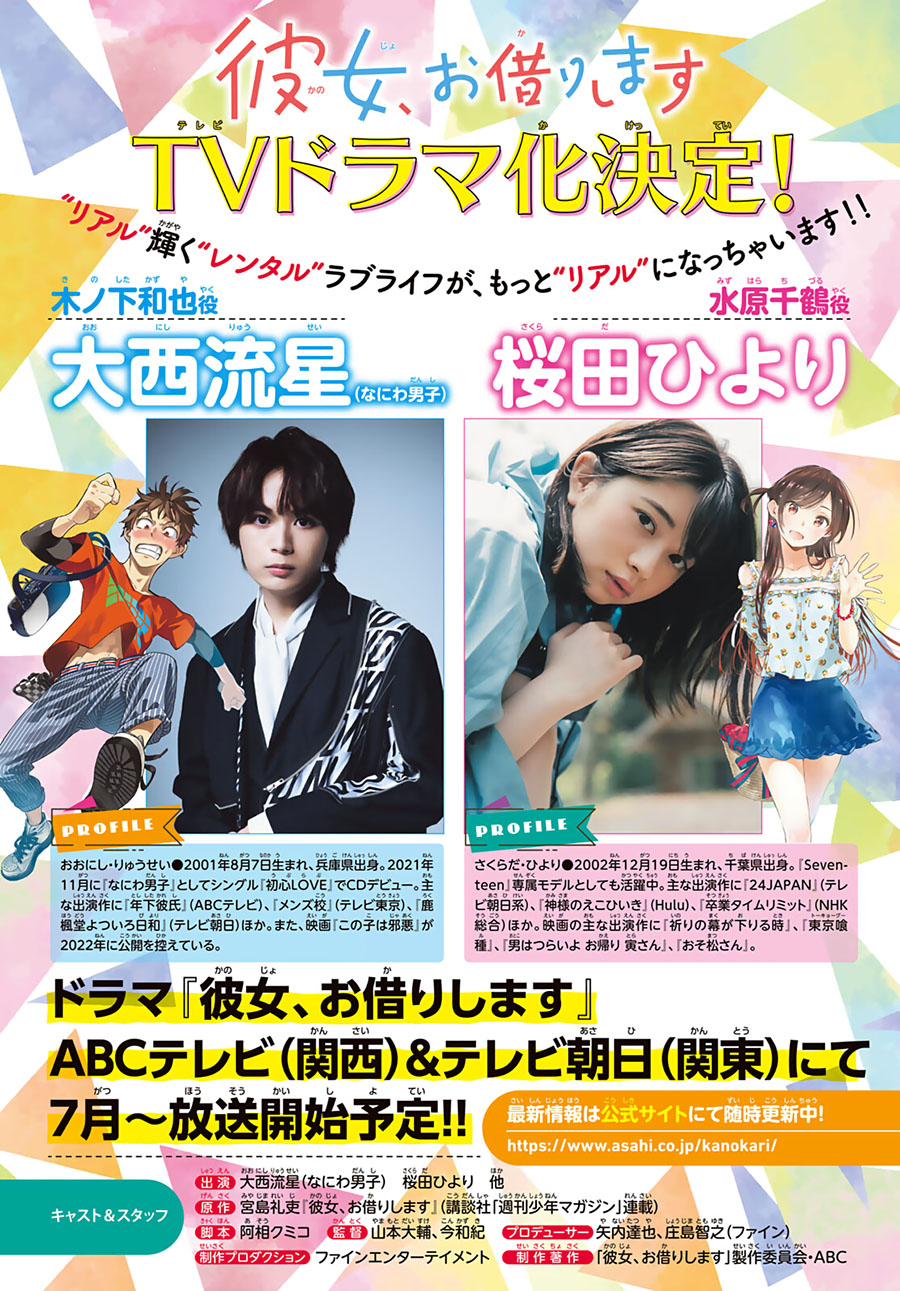 彼女、お借りします
TVドラマ化決定!
“リアル”輝く“レンタル”ラブライフが、もっと“リアル”になっちゃいます!!
木ノ下和也役
大西流星(なにわ男子)
水原千鶴役
桜田ひより
PROFILE
おおにし・りゅうせい●2001年8月7日生まれ、兵庫県出身。2021年
11月に『なにわ男子』としてシングル『初心LOVE』でCDデビュー。主
な出演作に『年下彼氏』(ABCテレビ)、『メンズ校』(テレビ東京)、『鹿
楓堂よついろ日和』(テレビ朝日)ほか。また、映画『この子は邪悪』が
2022年に公開を控えている。
PROFILE
さくらだ・ひより●2002年12月19日生まれ、千葉県出身。『Seven-
teen』専属モデルとしても活躍中。主な出演作に『24JAPAN』(テレ
ビ朝日系)、『神様のえこひいき』(Hulu)、『卒業タイムリミット』(NHK
総合)ほか。映画の主な出演作に『祈りの幕が下りる時』、『東京喰
種』、『男はつらいよ お帰り 寅さん』、『おそ松さん』。
ドラマ『彼女、お借りします』
ABCテレビ(関西)&テレビ朝日(関東)にて
7月〜放送開始予定!!
最新情報は公式サイトにて随時更新中!
https://www.asahi.co.jp/kanokari/
キャスト&スタッフ
出演 大西流星(なにわ男子) 桜田ひより 他
原作 宮島礼吏『彼女、お借りします』(講談社「週刊少年マガジン」連載)
脚本 阿相クミコ 監督 山本大輔、今和紀 プロデューサー 矢内達也、庄島智之(ファイン)
制作プロダクション ファインエンターテイメント 制作著作 「彼女、お借りします」製作委員会・ABC